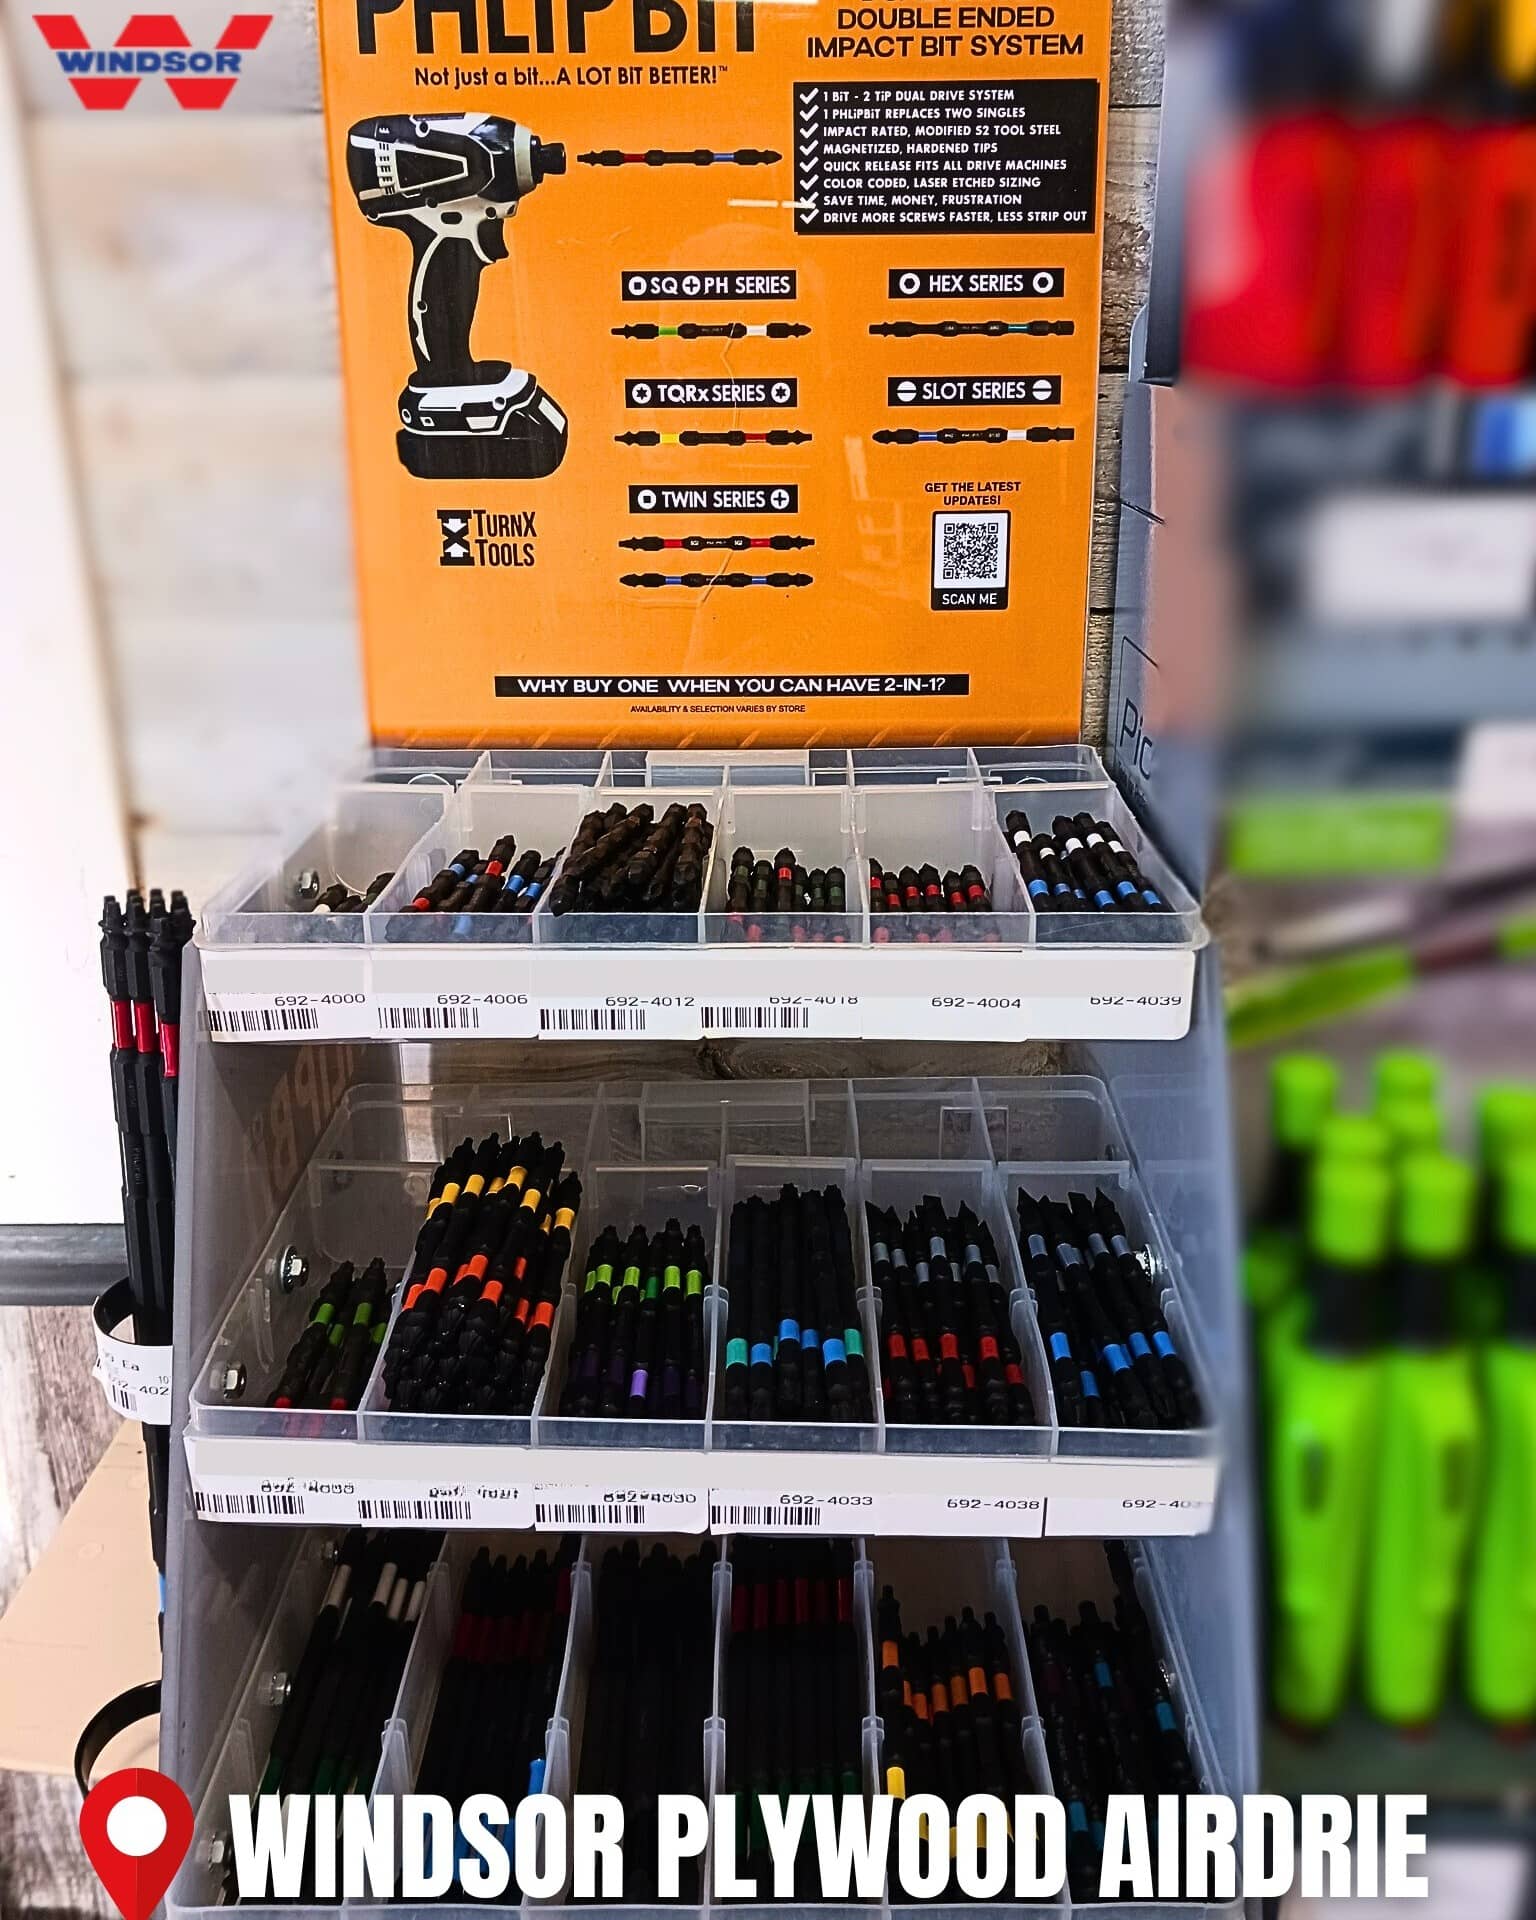 WINDSOR
PHLIPBIT
Not just a bit...A LOT BiT BETTER!™
DOUBLE ENDED
IMPACT BIT SYSTEM
1 BiT - 2 TiP DUAL DRIVE SYSTEM
1 PHLiPBiT REPLACES TWO SINGLES
IMPACT RATED, MODIFIED S2 TOOL STEEL
MAGNETIZED, HARDENED TIPS
QUICK RELEASE FITS ALL DRIVE MACHINES
COLOR CODED, LASER ETCHED SIZING
SAVE TIME, MONEY, FRUSTRATION
DRIVE MORE SCREWS FASTER, LESS STRIP OUT
SQ PH SERIES
HEX SERIES
TQRx SERIES
SLOT SERIES
TWIN SERIES
GET THE LATEST
UPDATES!
SCAN ME
TURNX
TOOLS
WHY BUY ONE WHEN YOU CAN HAVE 2-IN-1?
AVAILABILITY & SELECTION VARIES BY STORE
Pic
692-4000
692-4006
692-4012
692-4018
692-4004
692-4039
Ea
692-4033
692-4038
WINDSOR PLYWOOD AIRDRIE